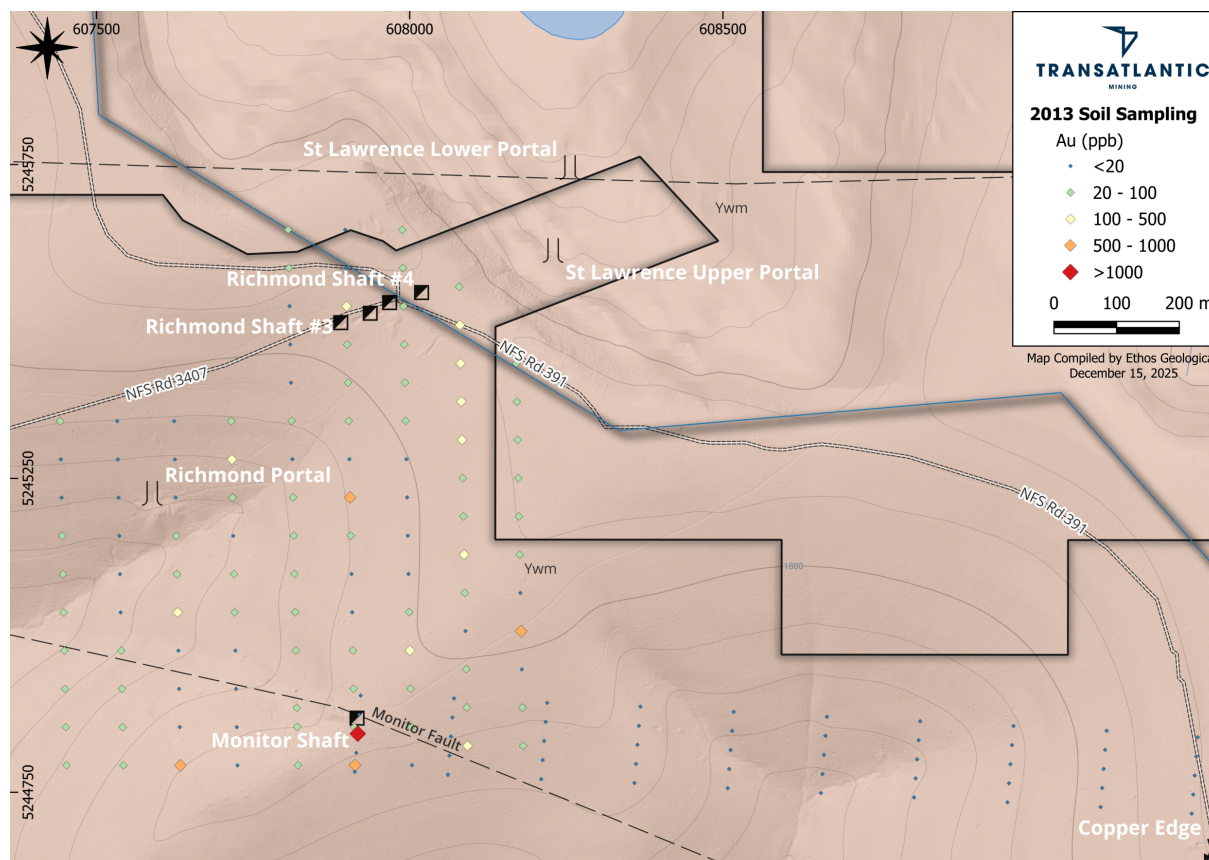 607500
608000
608500
TRANSATLANTIC
MINING
2013 Soil Sampling
Au (ppb)
<20
20 - 100
100 - 500
500 - 1000
>1000
0 100 200 m
Map Compiled by Ethos Geologica
December 15, 2025
5245750
St Lawrence Lower Portal
Ywm
St Lawrence Upper Portal
Richmond Shaft #4
Richmond Shaft #3
NFS Rd 3407
NFS Rd 391
5245250
Richmond Portal
NFS Rd 391
Ywm
1800
Monitor Fault
Monitor Shaft
5244750
Copper Edge